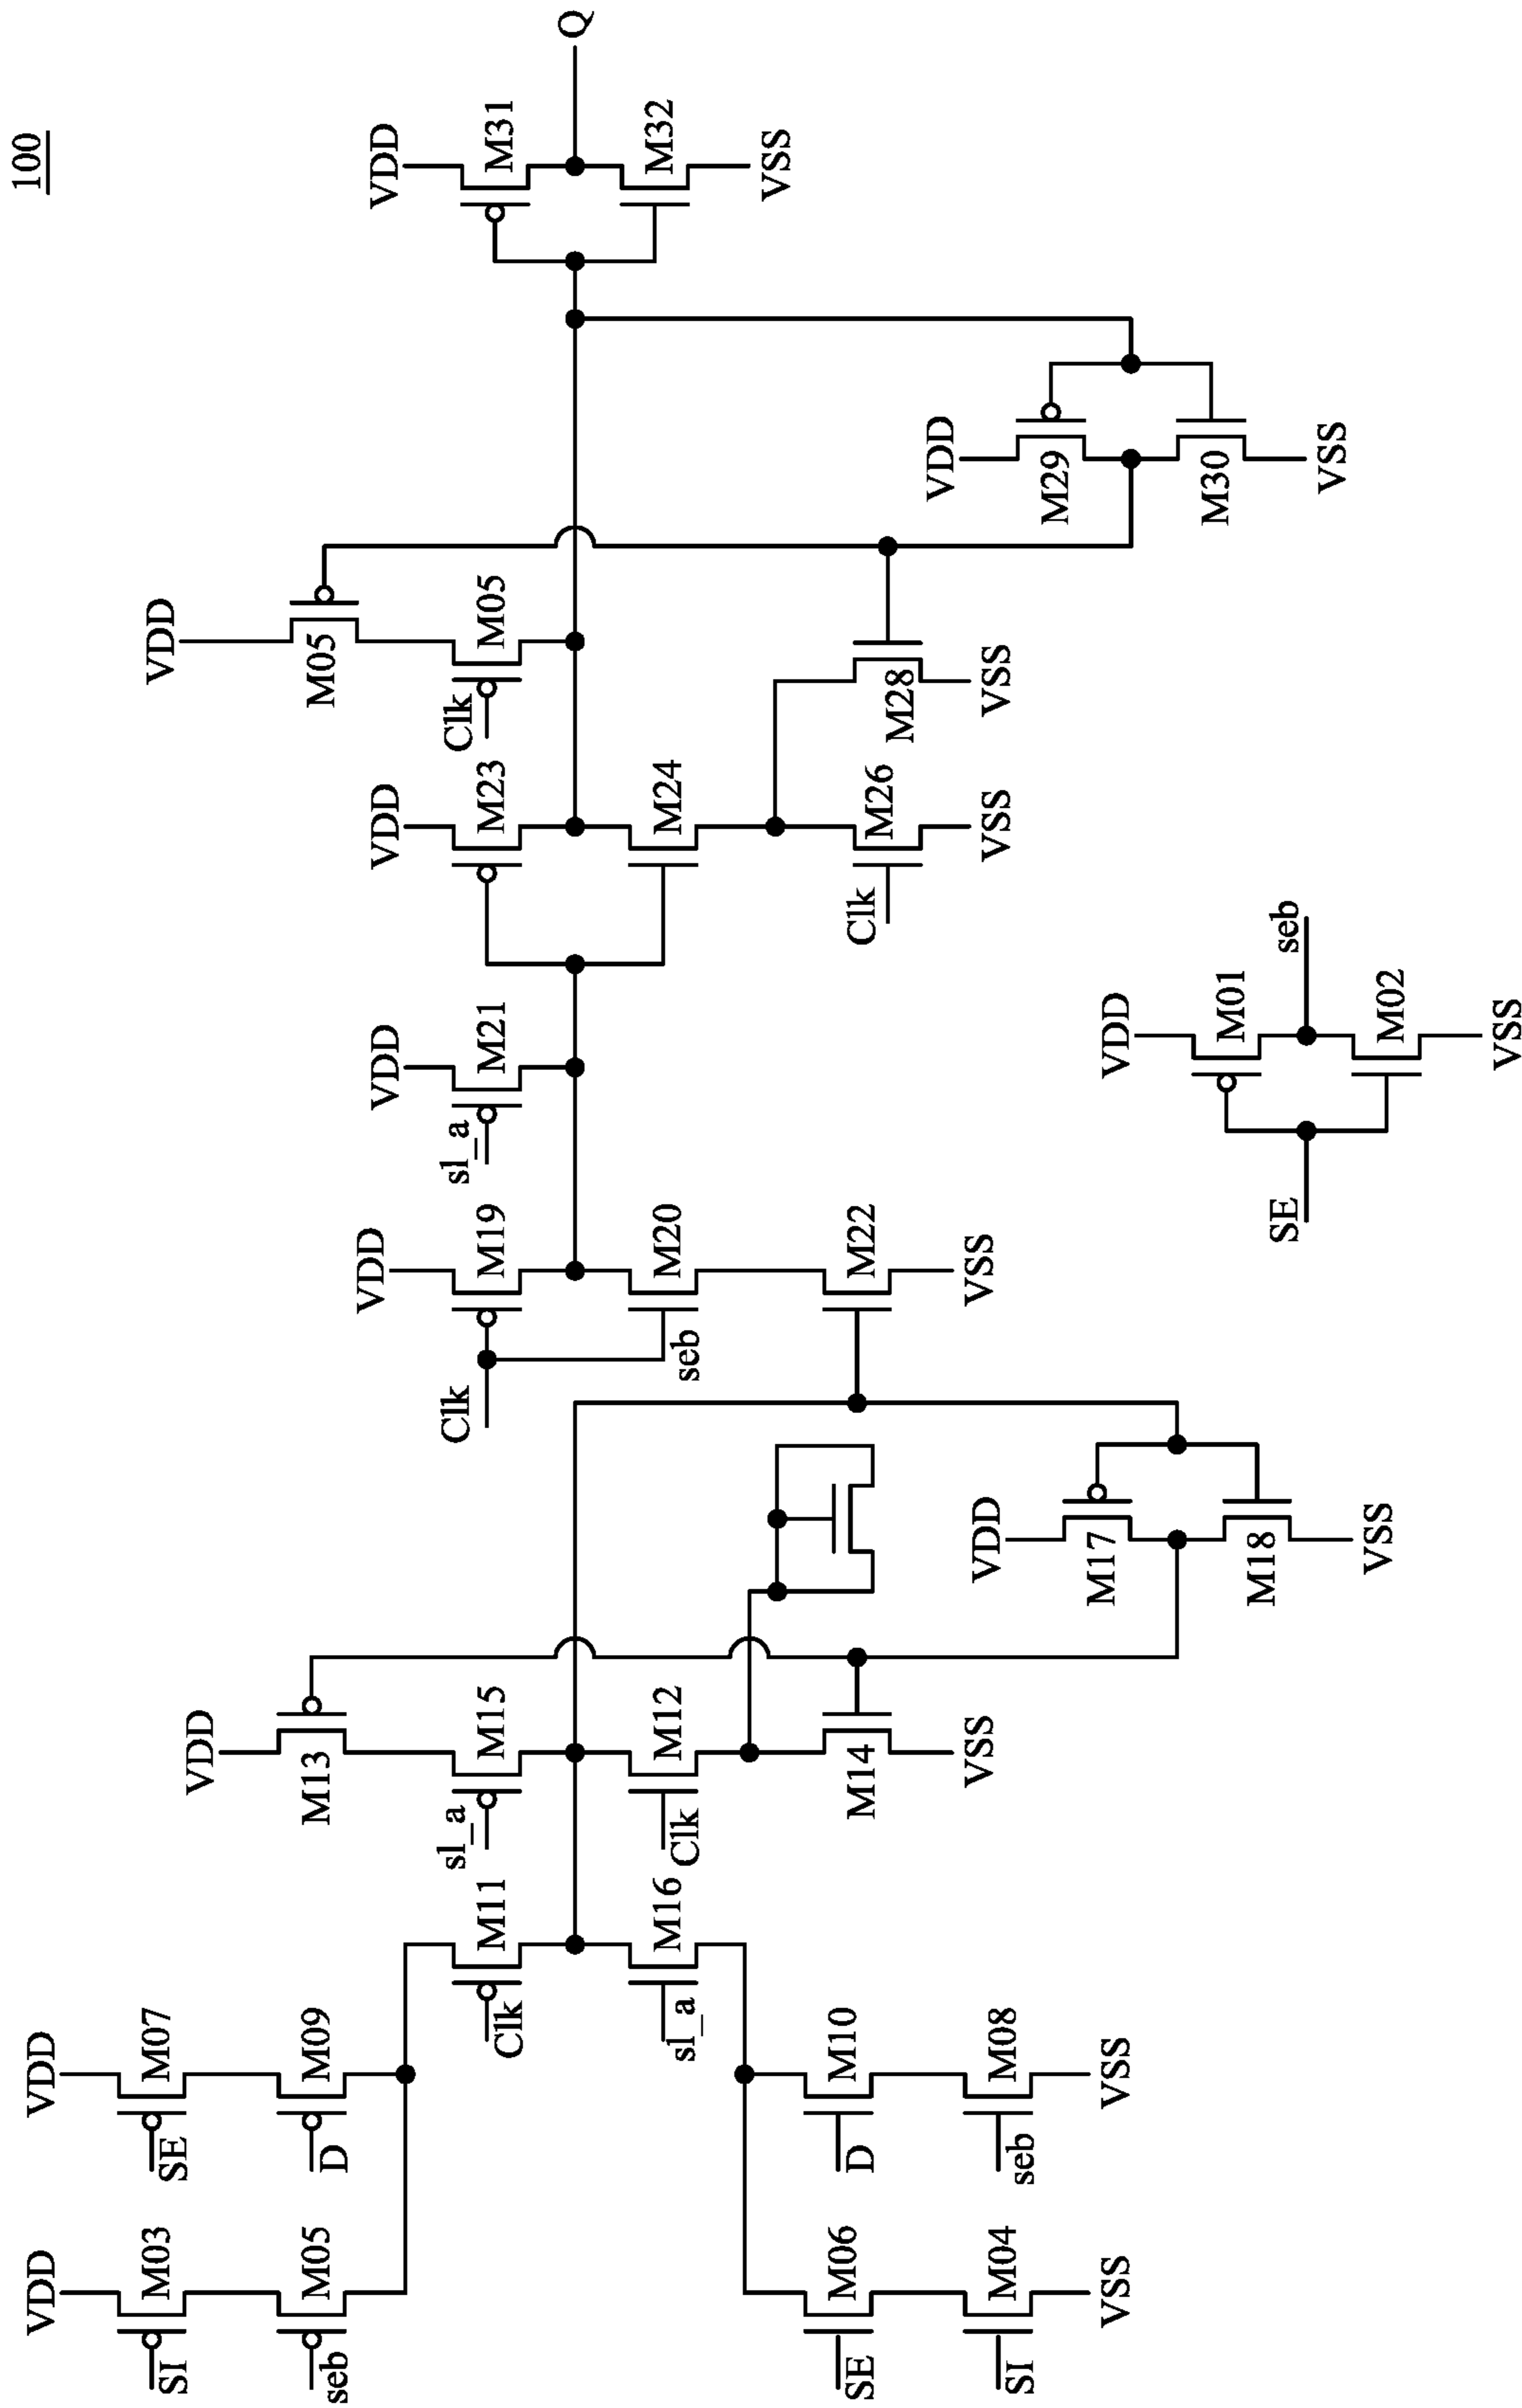 100
VDD
VDD
VDD
VDD
M03
M07
SI
SE
M05
M09
M13
M05
seb
D
VDD
VDD
VDD
VDD
M11
M15
M19
M21
M23
M05
M31
Clk
sl_a
Clk
sl_a
Clk
Q
M16
M12
M20
M24
M32
sl_a
Clk
seb
VSS
M06
M10
M14
M22
M26
M28
SE
D
Clk
VSS
VSS
VSS
VSS
VDD
VDD
M04
M08
M17
M29
SI
seb
VSS
VSS
VDD
M18
M01
M30
SE
seb
VSS
VSS
M02
VSS